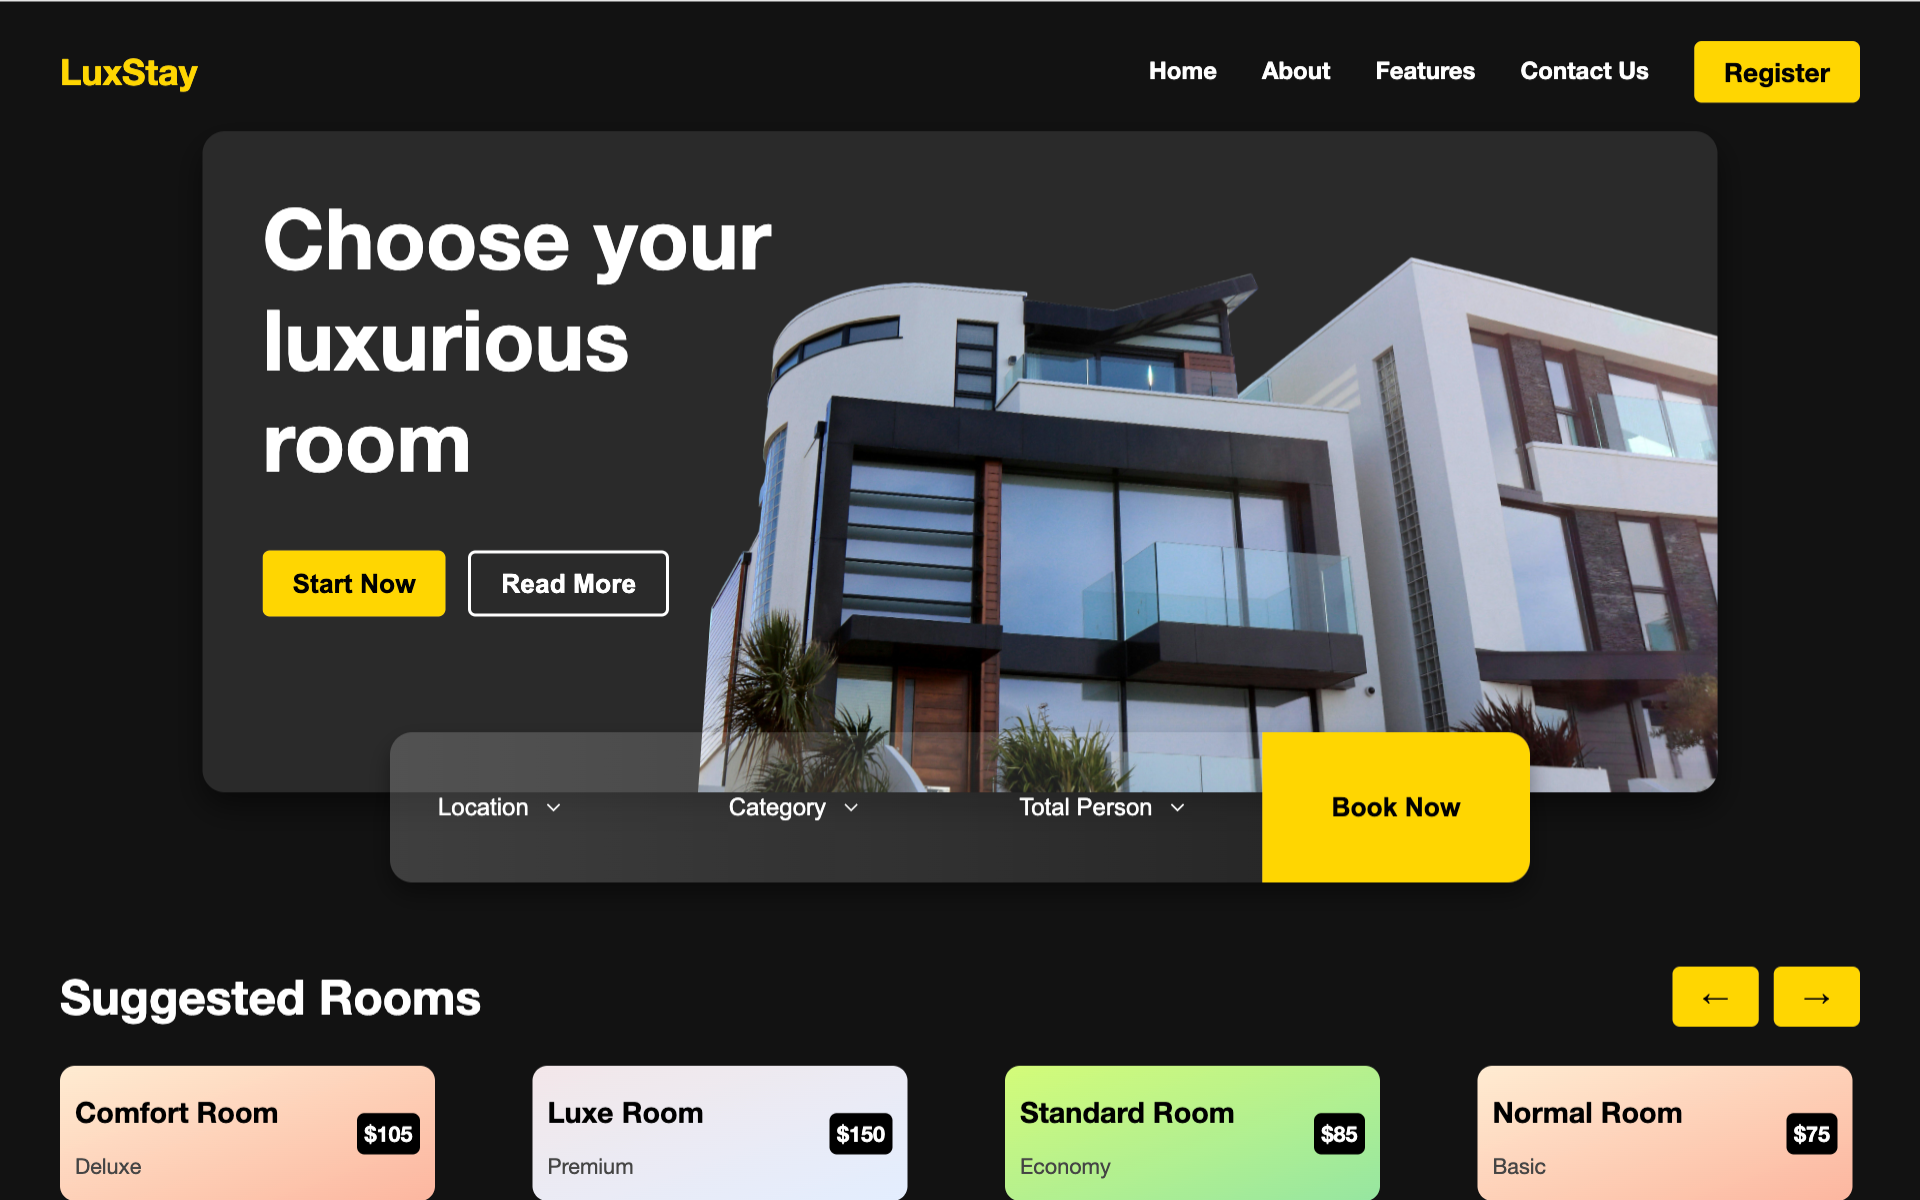 LuxStay
Home About Features Contact Us Register
Choose your
luxurious
room
Start Now Read More
Location Category Total Person Book Now
Suggested Rooms ← →
Comfort Room $105
Deluxe
Luxe Room $150
Premium
Standard Room $85
Economy
Normal Room $75
Basic